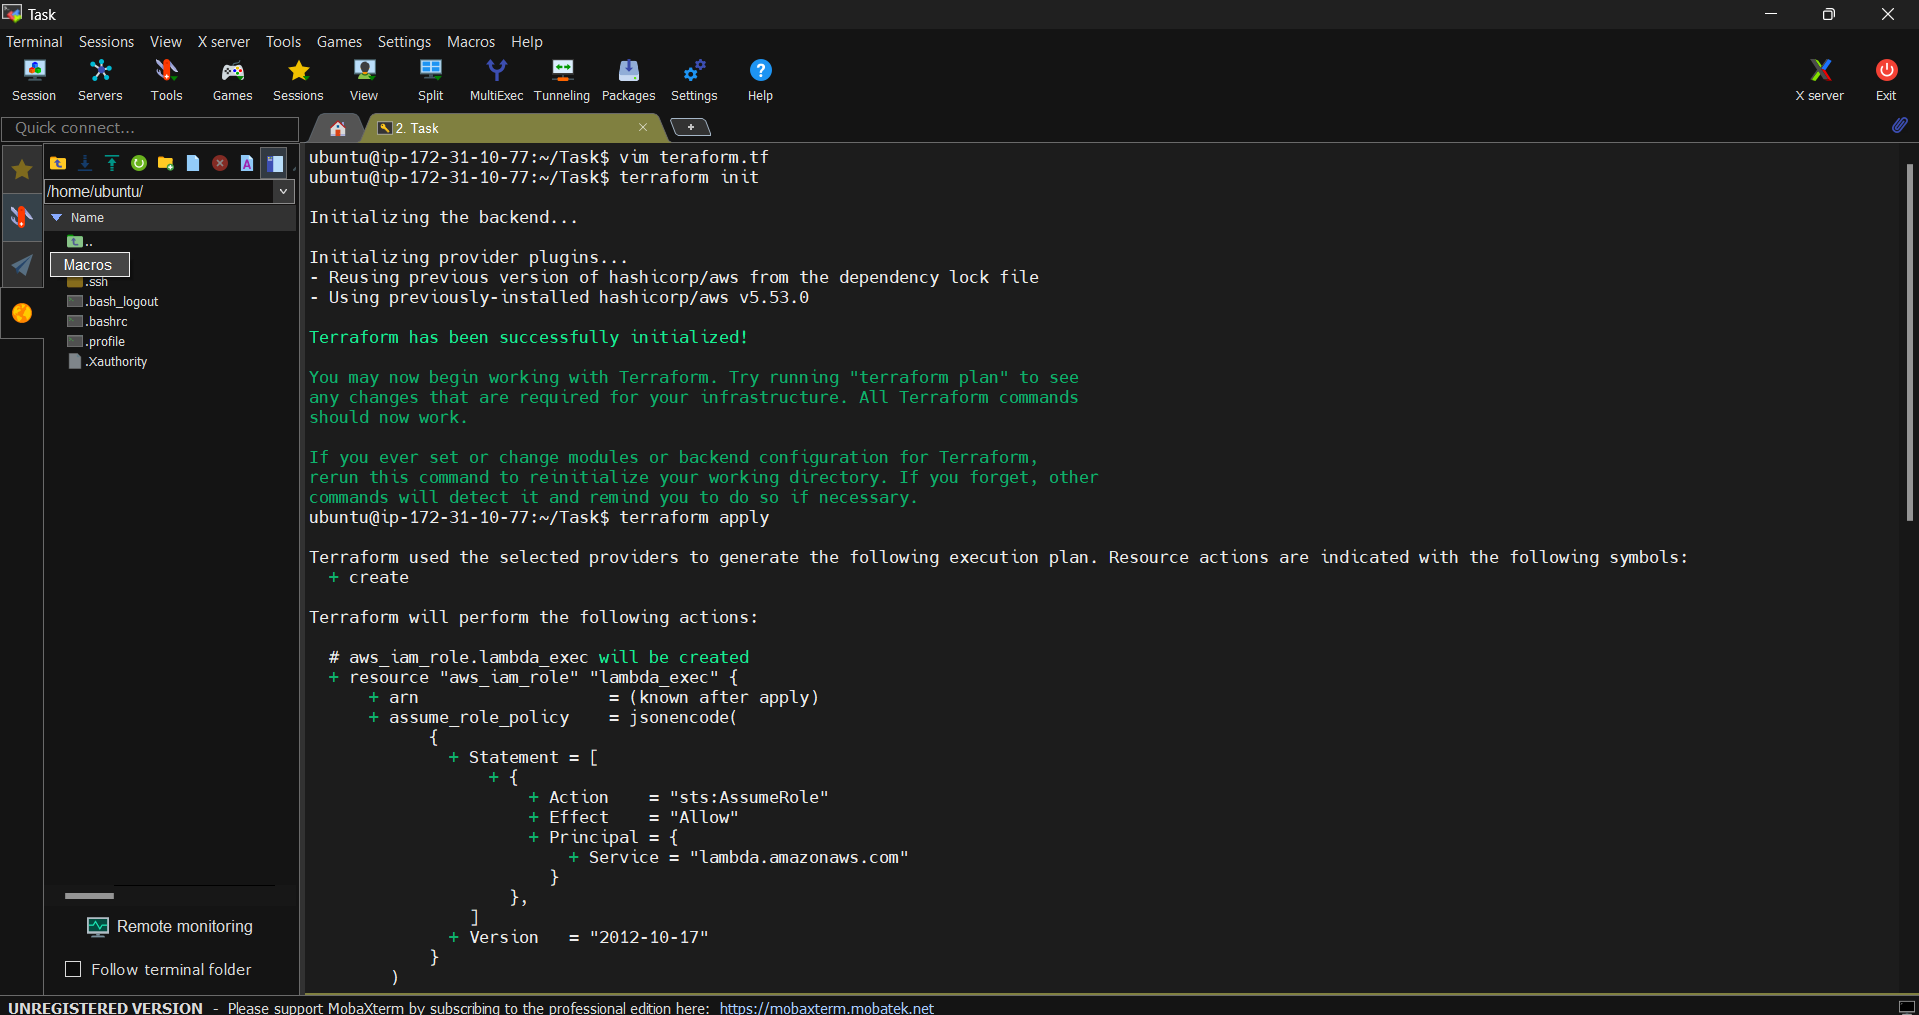 Task
Terminal Sessions View X server Tools Games Settings Macros Help
Session Servers Tools Games Sessions View Split MultiExec Tunneling Packages Settings Help X server Exit
Quick connect...
2. Task
/home/ubuntu/
Name
..
Macros
.ssh
.bash_logout
.bashrc
.profile
.Xauthority
Remote monitoring
Follow terminal folder
ubuntu@ip-172-31-10-77:~/Task$ vim teraform.tf
ubuntu@ip-172-31-10-77:~/Task$ terraform init
Initializing the backend...
Initializing provider plugins...
- Reusing previous version of hashicorp/aws from the dependency lock file
- Using previously-installed hashicorp/aws v5.53.0
Terraform has been successfully initialized!
You may now begin working with Terraform. Try running "terraform plan" to see
any changes that are required for your infrastructure. All Terraform commands
should now work.
If you ever set or change modules or backend configuration for Terraform,
rerun this command to reinitialize your working directory. If you forget, other
commands will detect it and remind you to do so if necessary.
ubuntu@ip-172-31-10-77:~/Task$ terraform apply
Terraform used the selected providers to generate the following execution plan. Resource actions are indicated with the following symbols:
+ create
Terraform will perform the following actions:
# aws_iam_role.lambda_exec will be created
+ resource "aws_iam_role" "lambda_exec" {
+ arn = (known after apply)
+ assume_role_policy = jsonencode(
{
+ Statement = [
+ {
+ Action = "sts:AssumeRole"
+ Effect = "Allow"
+ Principal = {
+ Service = "lambda.amazonaws.com"
}
},
]
+ Version = "2012-10-17"
}
)
UNREGISTERED VERSION - Please support MobaXterm by subscribing to the professional edition here: https://mobaxterm.mobatek.net